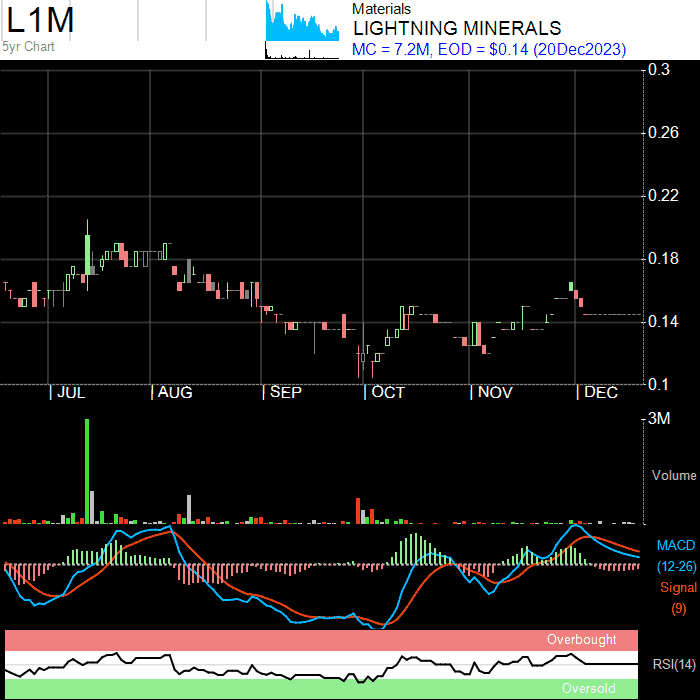 L1M
5yr Chart
Materials
LIGHTNING MINERALS
MC = 7.2M, EOD = $0.14 (20Dec2023)
0.3
0.26
0.22
0.18
0.14
0.1
JUL AUG SEP OCT NOV DEC
3M
Volume
MACD
(12-26)
Signal
(9)
Overbought
RSI(14)
Oversold